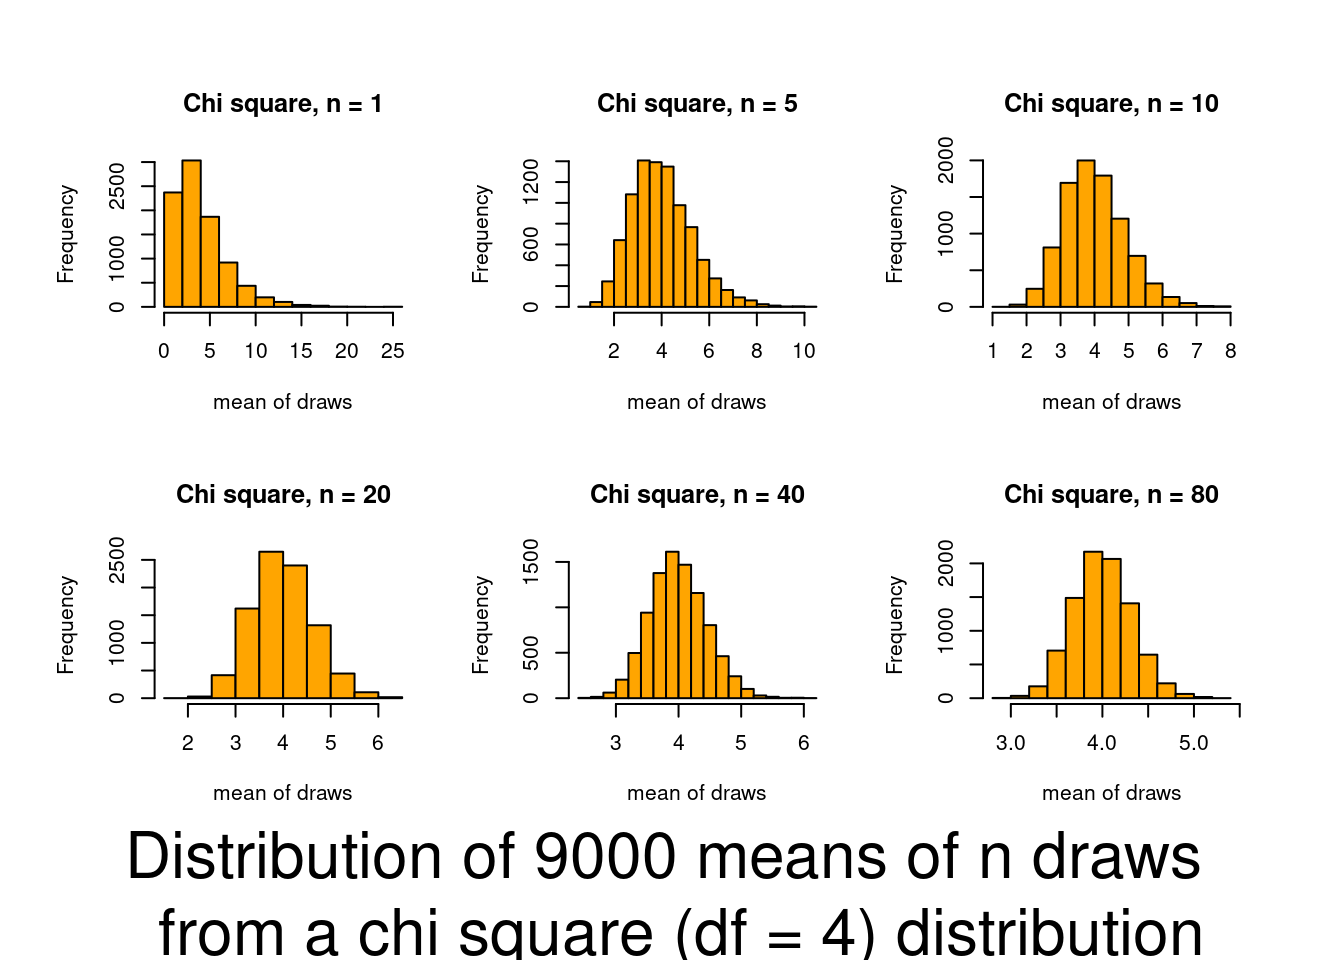 Chi square, n = 1
Frequency
0 1000 2500
0 5 10 15 20 25
mean of draws
Chi square, n = 5
Frequency
0 600 1200
2 4 6 8 10
mean of draws
Chi square, n = 10
Frequency
0 1000 2000
1 2 3 4 5 6 7 8
mean of draws
Chi square, n = 20
Frequency
0 1000 2500
2 3 4 5 6
mean of draws
Chi square, n = 40
Frequency
0 500 1500
3 4 5 6
mean of draws
Chi square, n = 80
Frequency
0 1000 2000
3.0 4.0 5.0
mean of draws
Distribution of 9000 means of n draws
from a chi square (df = 4) distribution